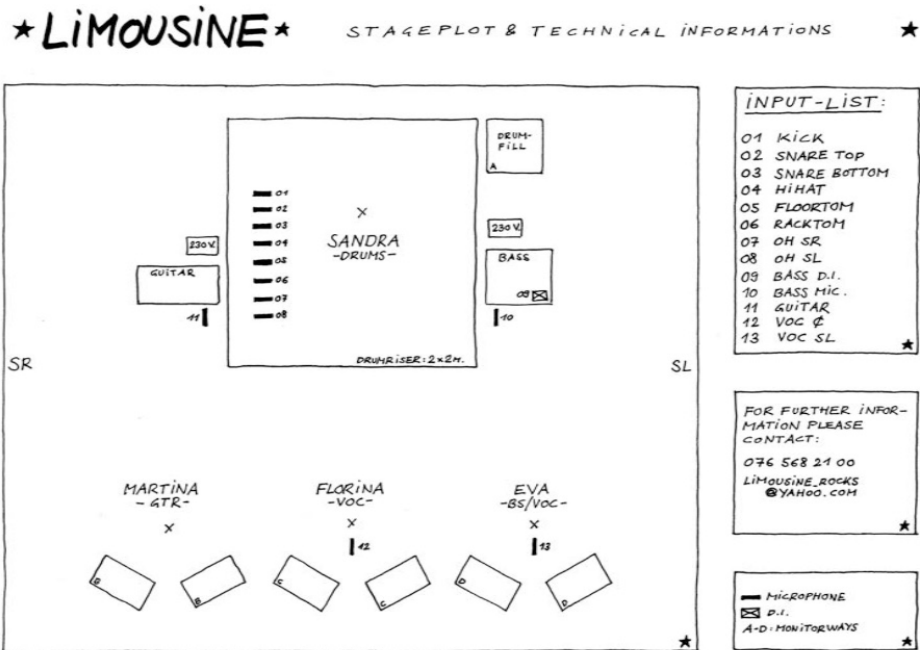 ★LiMOUSiNE★ STAGEPLOT & TECHNiCAL iNFORMATiONS ★
DRUM-
FiLL
A
01
02
03
04
05
06
07
08
SANDRA
-DRUMS-
230 V.
GUiTAR
11
230 V.
BASS
09
10
DRUMRiSER: 2x2M.
SR
SL
MARTiNA
- GTR-
FLORiNA
-VOC-
EVA
-BS/VOC-
12
13
B
B
C
C
D
D
iNPUT-LiST:
01 KiCK
02 SNARE TOP
03 SNARE BOTTOM
04 HiHAT
05 FLOORTOM
06 RACKTOM
07 OH SR
08 OH SL
09 BASS D.I.
10 BASS MiC.
11 GUiTAR
12 VOC ₵
13 VOC SL
FOR FURTHER iNFOR-
MATiON PLEASE
CONTACT:
076 568 21 00
LiMOUSiNE_ROCKS
@YAHOO.COM
MiCROPHONE
D.I.
A-D: MONiTORWAYS